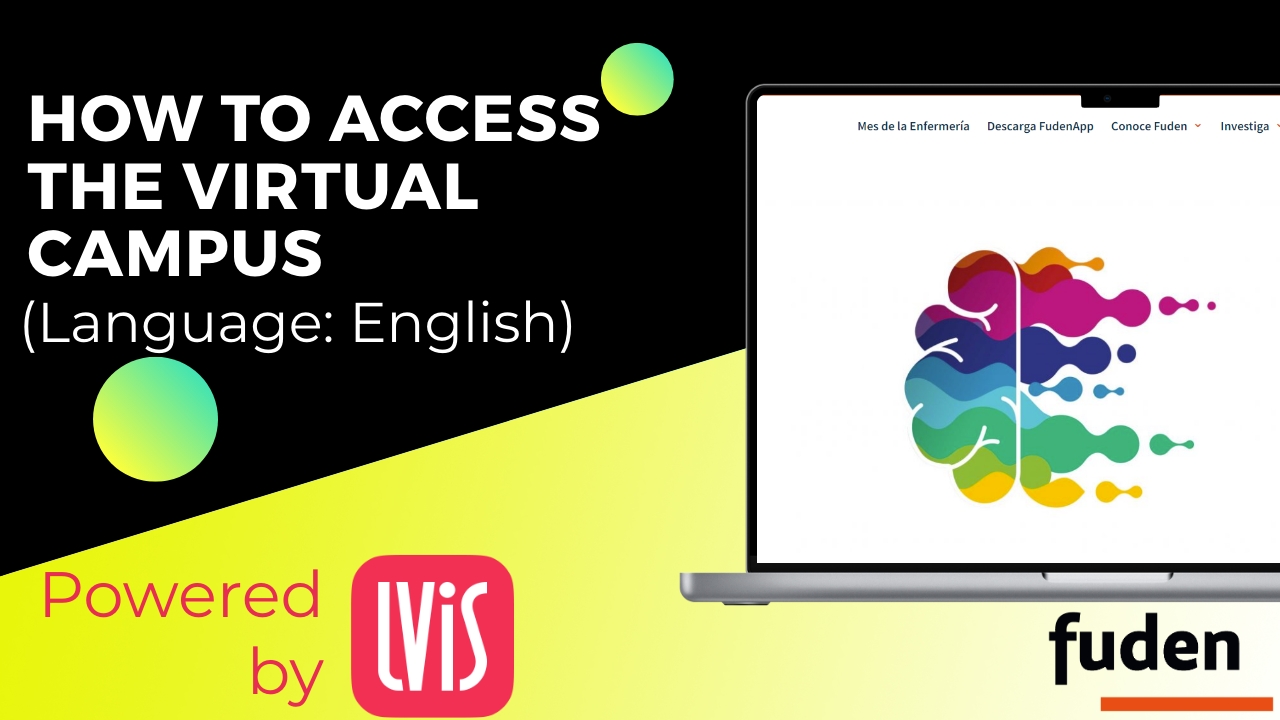 HOW TO ACCESS
THE VIRTUAL
CAMPUS
(Language: English)
Mes de la Enfermería Descarga FudenApp Conoce Fuden Investiga
Powered
by
LViS
fuden